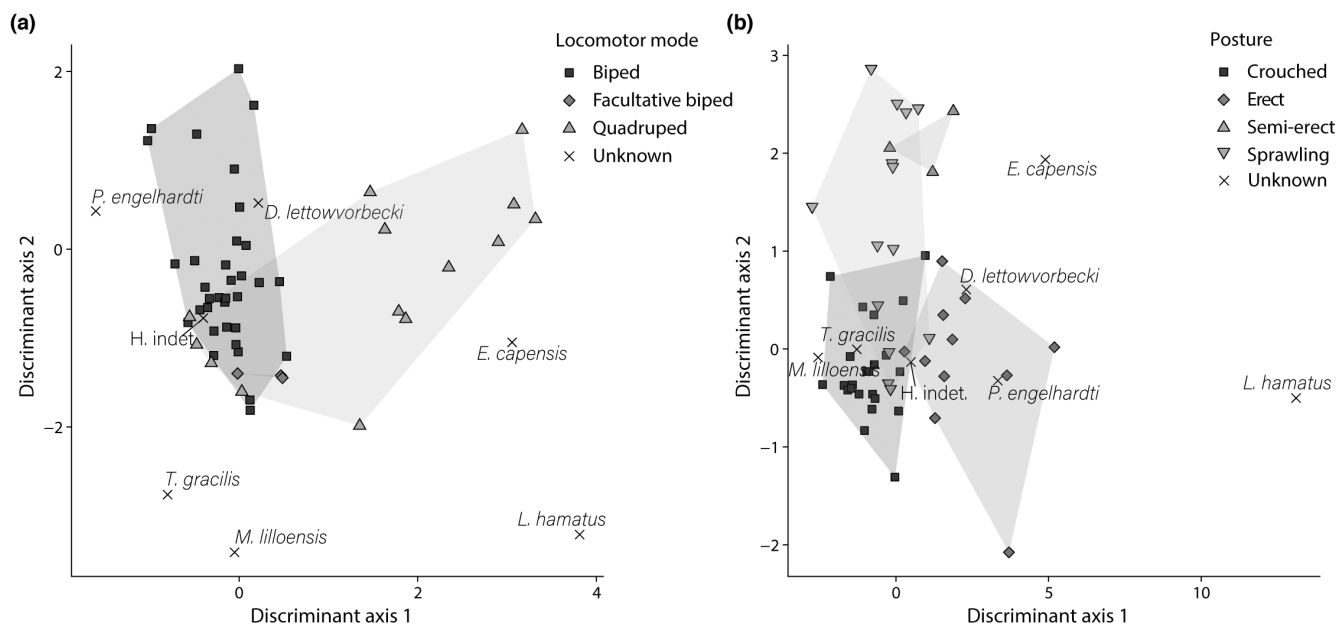 (a)
Locomotor mode
Biped
Facultative biped
Quadruped
Unknown
P. engelhardti
D. lettowvorbecki
H. indet.
E. capensis
T. gracilis
M. lilloensis
L. hamatus
2
0
−2
0
2
4
Discriminant axis 2
Discriminant axis 1
(b)
Posture
Crouched
Erect
Semi-erect
Sprawling
Unknown
E. capensis
D. lettowvorbecki
T. gracilis
M. lilloensis
H. indet.
P. engelhardti
L. hamatus
3
2
1
0
−1
−2
0
5
10
Discriminant axis 2
Discriminant axis 1